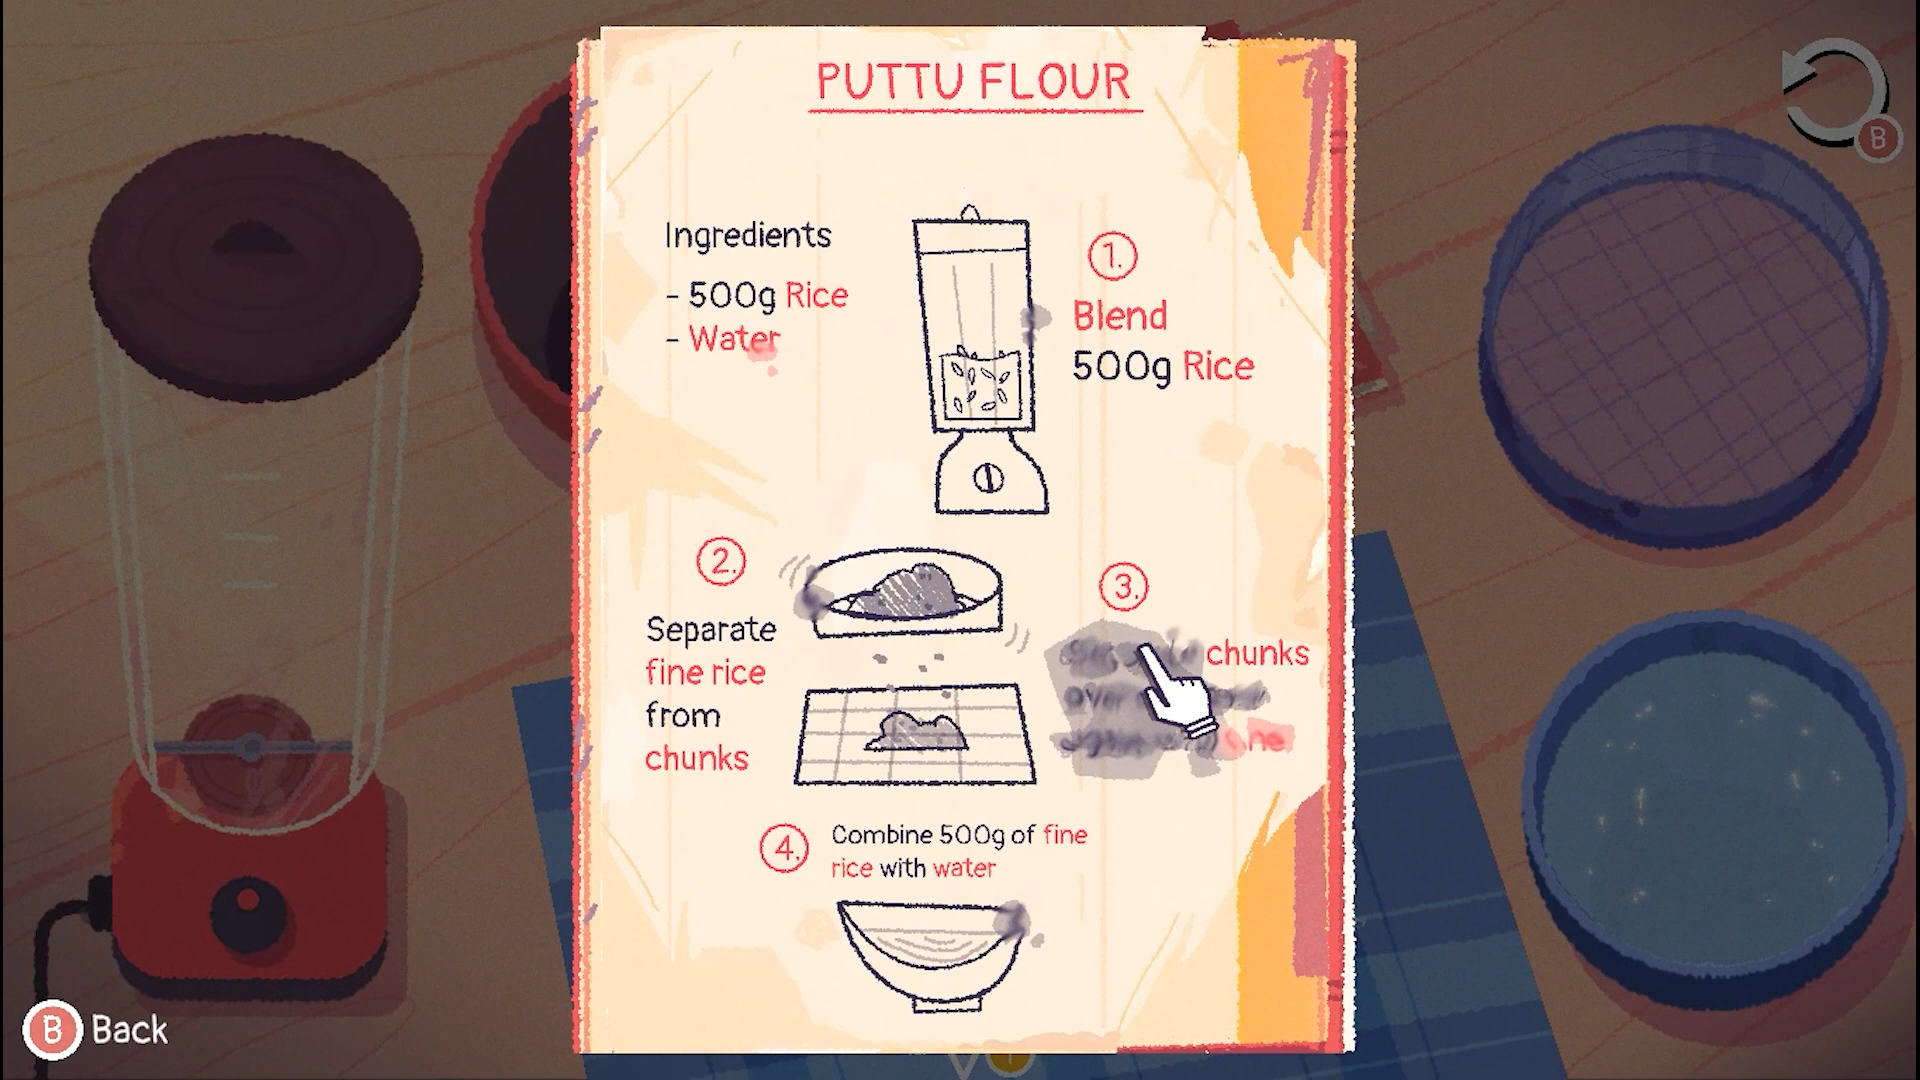 PUTTU FLOUR
Ingredients
- 500g Rice
- Water
1.
Blend
500g Rice
2.
Separate
fine rice
from
chunks
3.
chunks
over
4.
Combine 500g of fine
rice with water
B
B Back